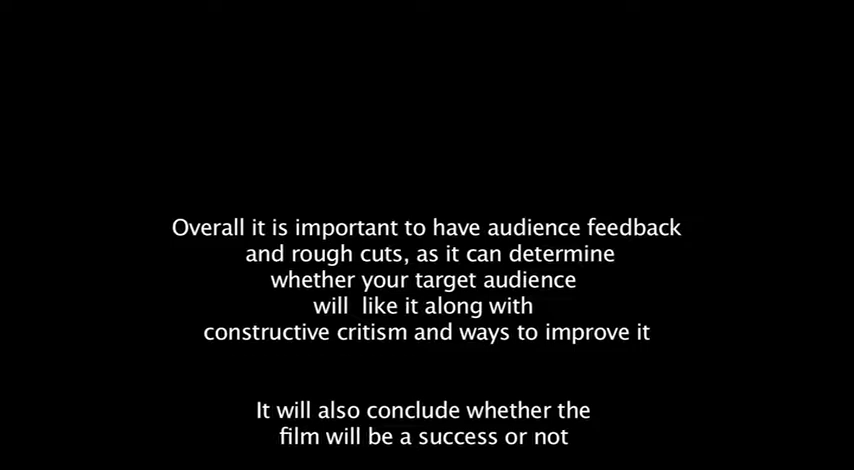 Overall it is important to have audience feedback
and rough cuts, as it can determine
whether your target audience
will  like it along with
constructive critism and ways to improve it
It will also conclude whether the
film will be a success or not